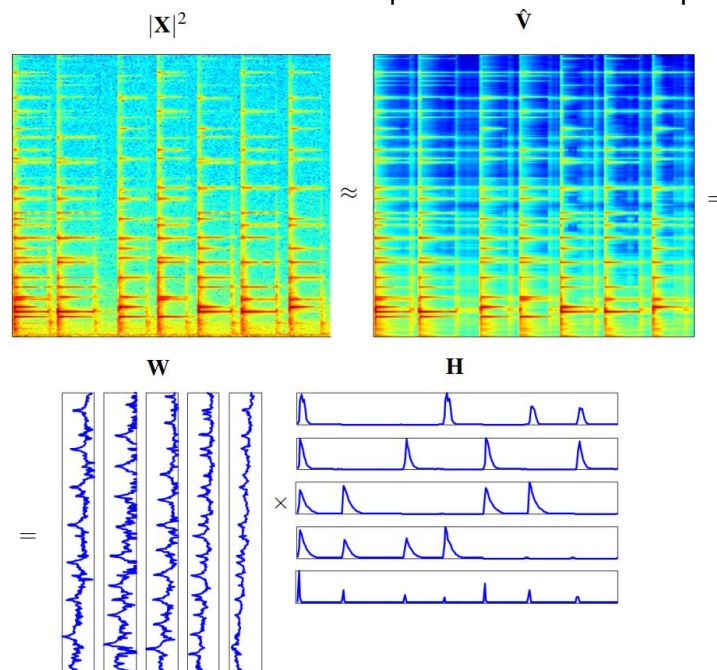 |X|² V̂
≈ =
W H
= ×